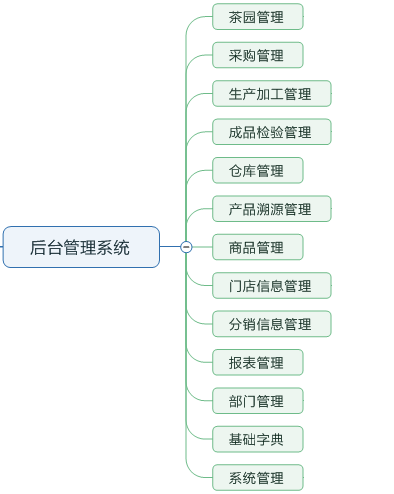 茶园管理
采购管理
生产加工管理
成品检验管理
仓库管理
产品溯源管理
后台管理系统
商品管理
门店信息管理
分销信息管理
报表管理
部门管理
基础字典
系统管理